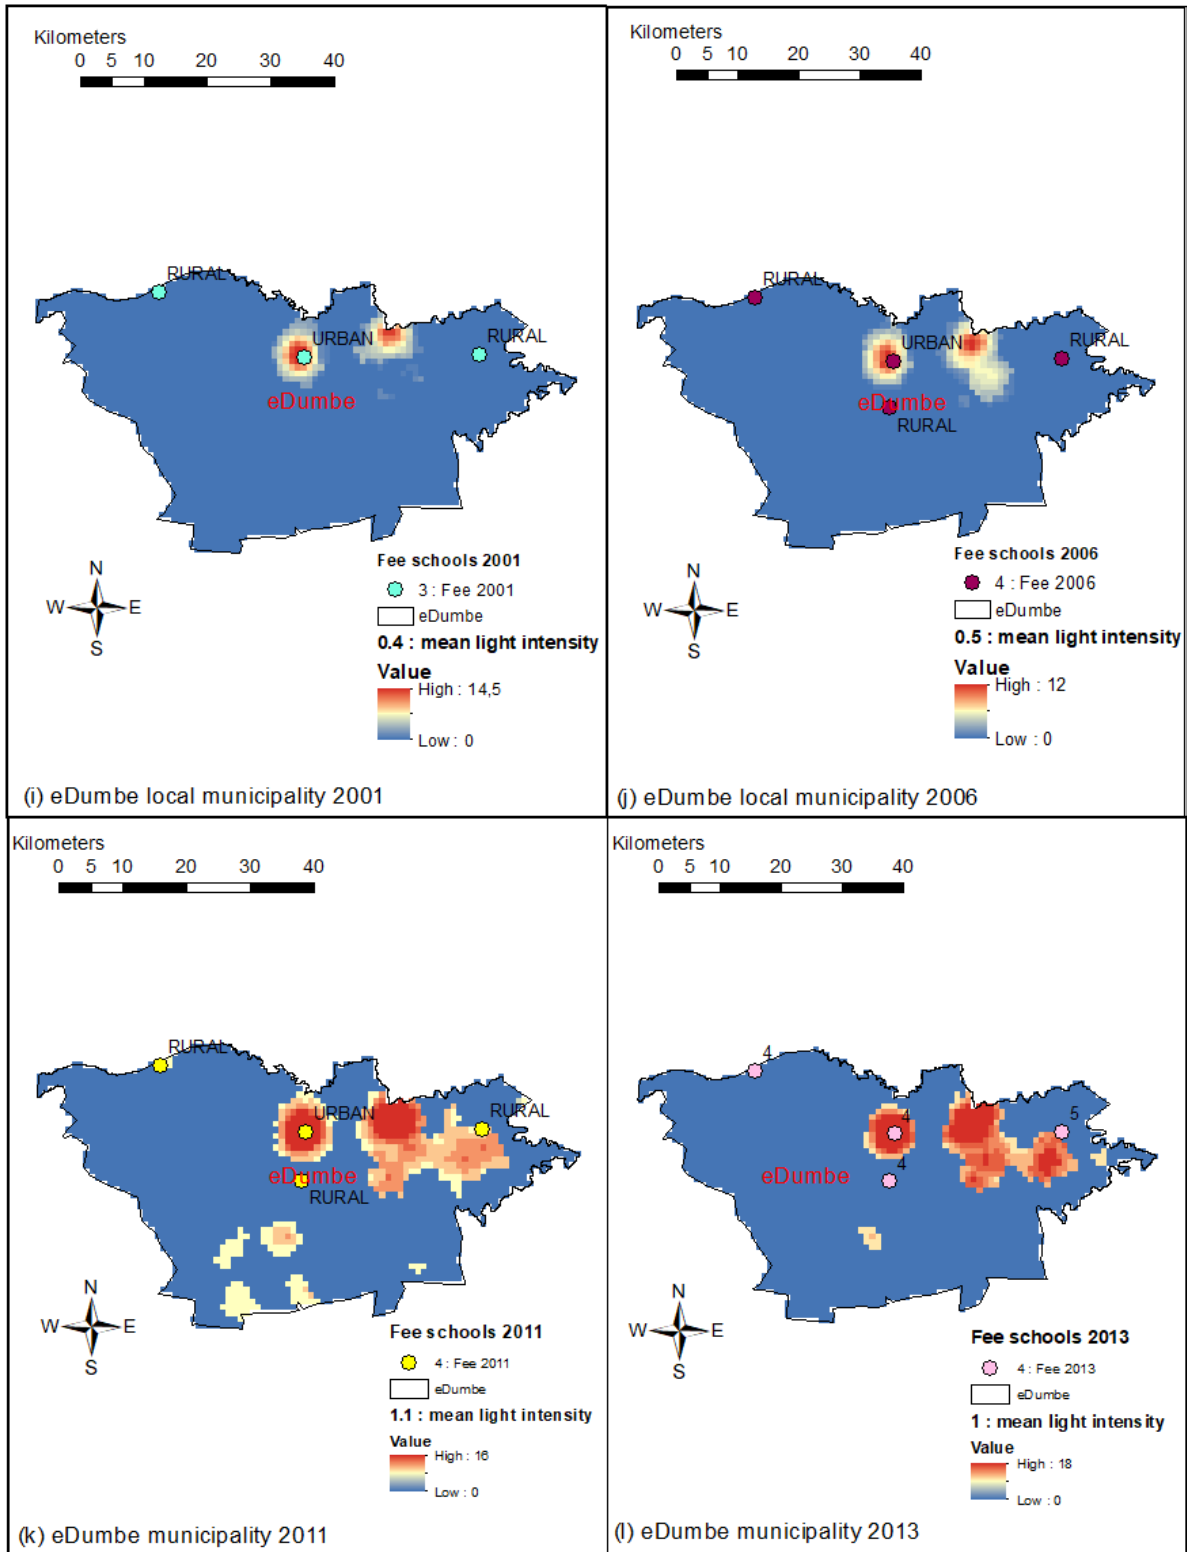 Kilometers
0 5 10 20 30 40
RURAL
URBAN
RURAL
eDumbe
Fee schools 2001
3 : Fee 2001
eDumbe
0.4 : mean light intensity
Value
High : 14,5
Low : 0
N
W E
S
(i) eDumbe local municipality 2001
Kilometers
0 5 10 20 30 40
RURAL
URBAN
RURAL
eDumbe
RURAL
Fee schools 2006
4 : Fee 2006
eDumbe
0.5 : mean light intensity
Value
High : 12
Low : 0
N
W E
S
(j) eDumbe local municipality 2006
Kilometers
0 5 10 20 30 40
RURAL
URBAN
RURAL
eDumbe
RURAL
N
W E
S
Fee schools 2011
4 : Fee 2011
eDumbe
1.1 : mean light intensity
Value
High : 16
Low : 0
(k) eDumbe municipality 2011
Kilometers
0 5 10 20 30 40
4
4
5
4
eDumbe
N
W E
S
Fee schools 2013
4 : Fee 2013
eDumbe
1 : mean light intensity
Value
High : 18
Low : 0
(l) eDumbe municipality 2013